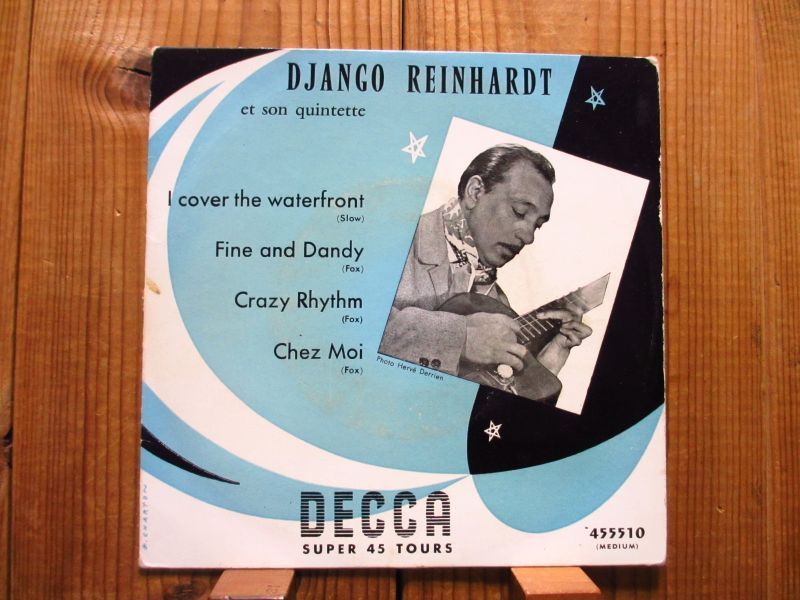 DJANGO REINHARDT
et son quintette
I cover the waterfront
(Slow)
Fine and Dandy
(Fox)
Crazy Rhythm
(Fox)
Chez Moi
(Fox)
Photo Hervé Derrien
DECCA
SUPER 45 TOURS
455510
(MEDIUM)